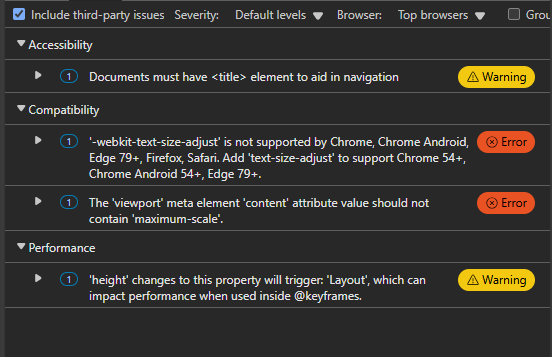 Include third-party issues Severity: Default levels Browser: Top browsers Grou
Accessibility
1 Documents must have <title> element to aid in navigation Warning
Compatibility
1 '-webkit-text-size-adjust' is not supported by Chrome, Chrome Android, Error
Edge 79+, Firefox, Safari. Add 'text-size-adjust' to support Chrome 54+,
Chrome Android 54+, Edge 79+.
1 The 'viewport' meta element 'content' attribute value should not Error
contain 'maximum-scale'.
Performance
1 'height' changes to this property will trigger: 'Layout', which can Warning
impact performance when used inside @keyframes.